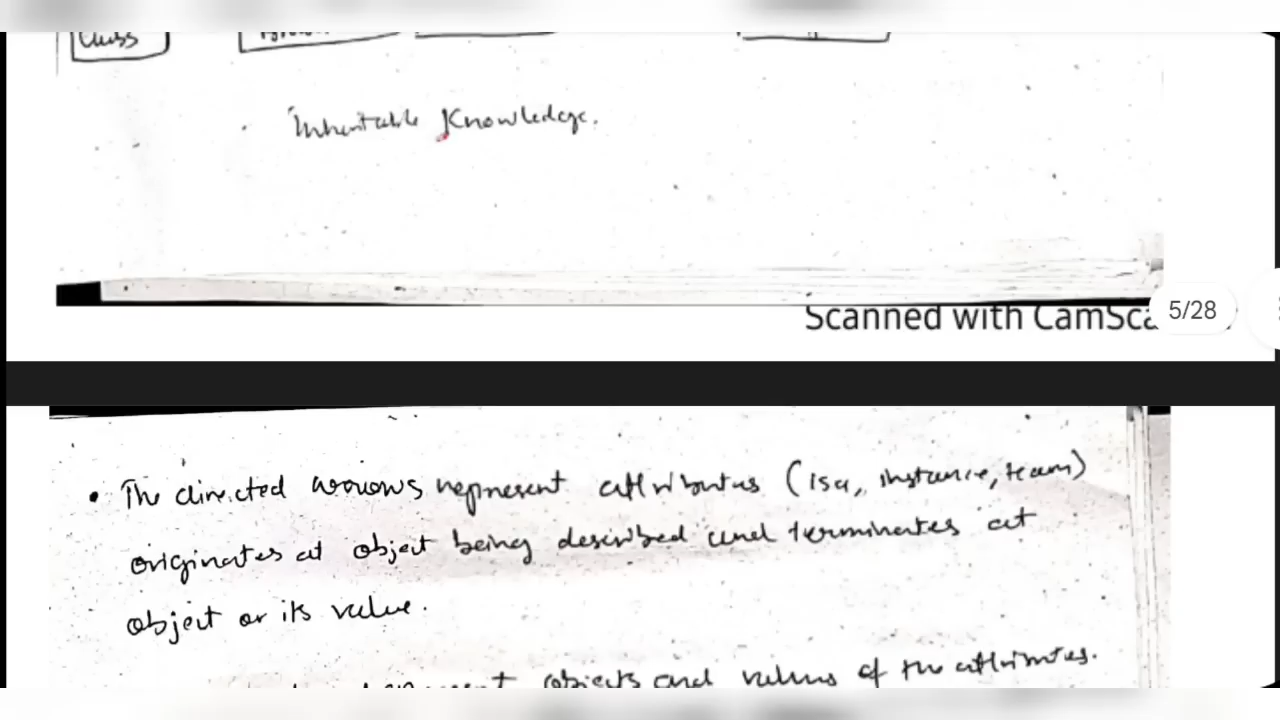 class
Inheritable Knowledge.
Scanned with CamSca
5/28
• The directed arrows represent attributes (isa, instance, team)
originates at object being described and terminates at
object or its value.
objects and values of the attributes.